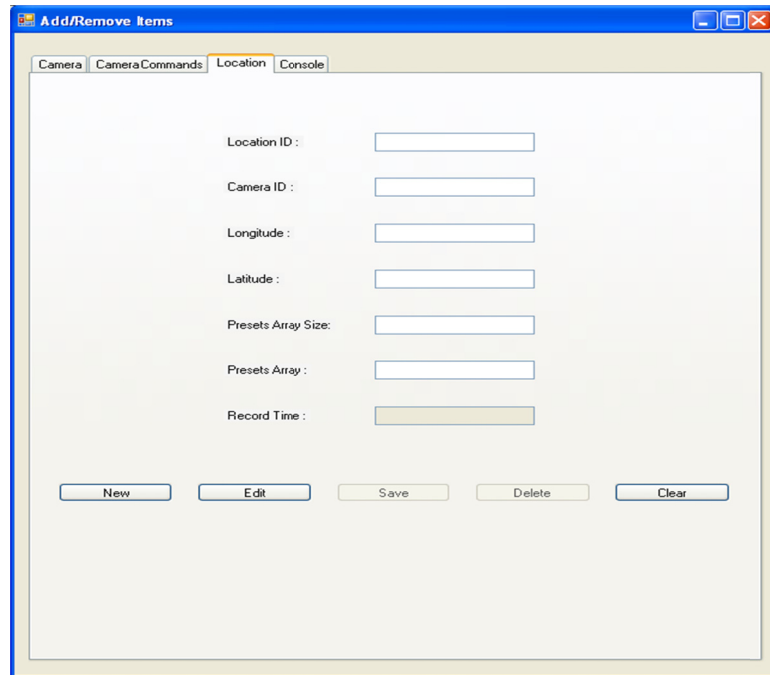 Add/Remove Items
Camera Camera Commands Location Console
Location ID :
Camera ID :
Longitude :
Latitude :
Presets Array Size:
Presets Array :
Record Time :
New Edit Save Delete Clear